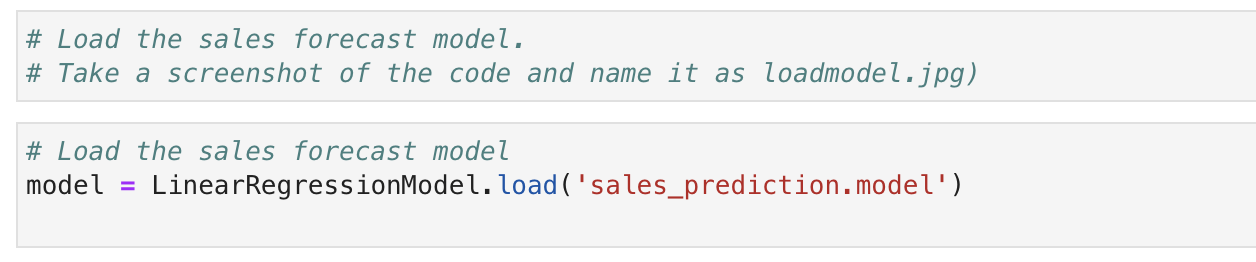 # Load the sales forecast model.
# Take a screenshot of the code and name it as loadmodel.jpg)
# Load the sales forecast model
model = LinearRegressionModel.load('sales_prediction.model')